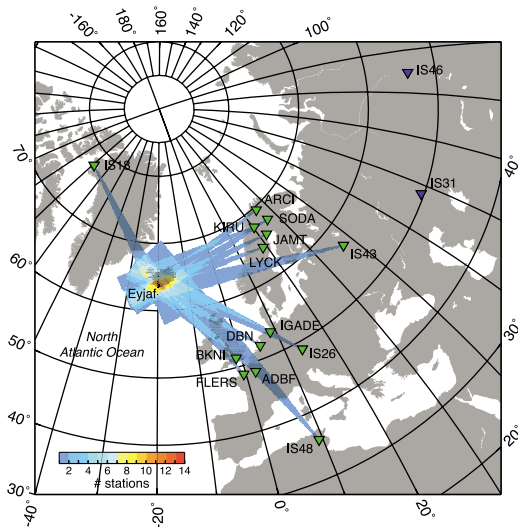 -160° 180° 160° 140° 120° 100°
IS46
40°
70°
IS18
IS31
ARCI
SODA
KIRU
JAMT
LYCK
IS43
60°
Eyjaf.
North
Atlantic Ocean
50°
IGADE
DBN
IS26
BKNI
FLERS
ADBF
40°
IS48
20°
2 4 6 8 10 12 14
# stations
30°
-40° -20° 0° 20°